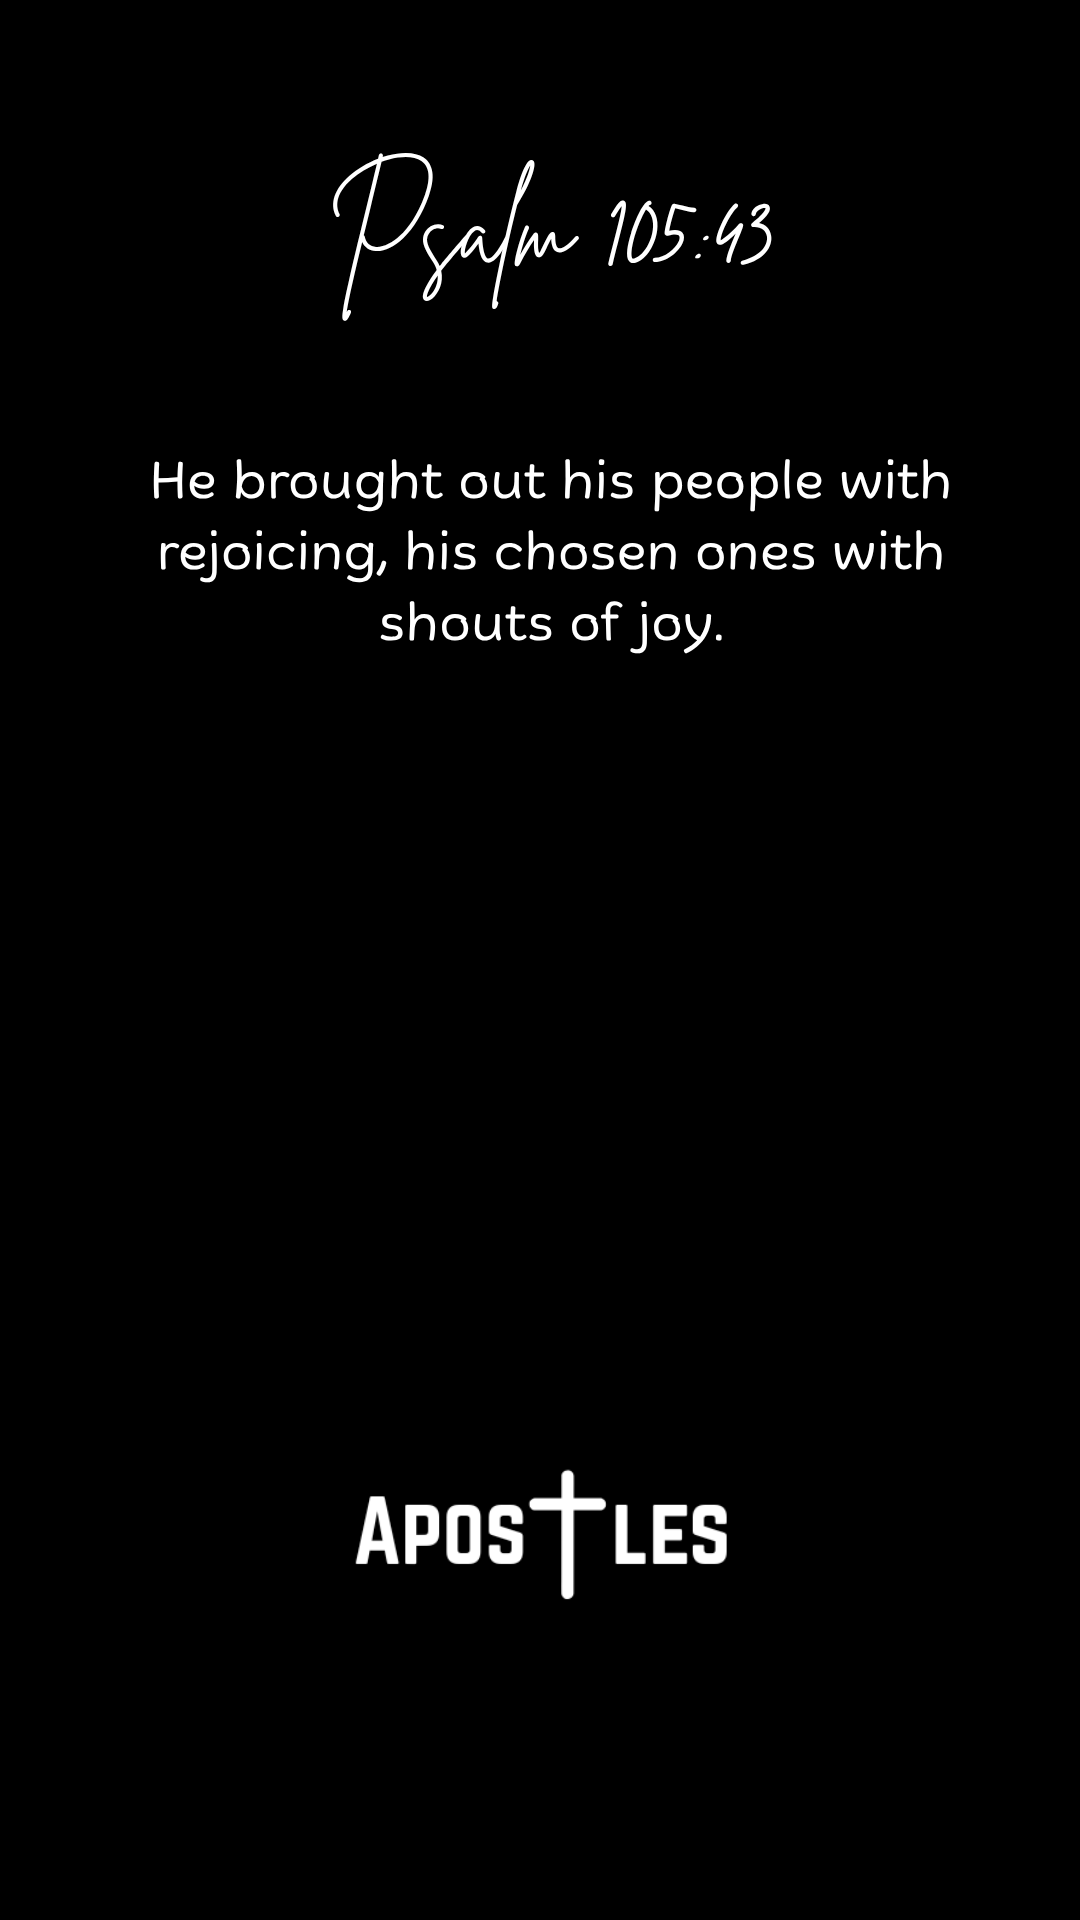 Psalm 105:43
He brought out his people with
rejoicing, his chosen ones with
shouts of joy.
Apostles